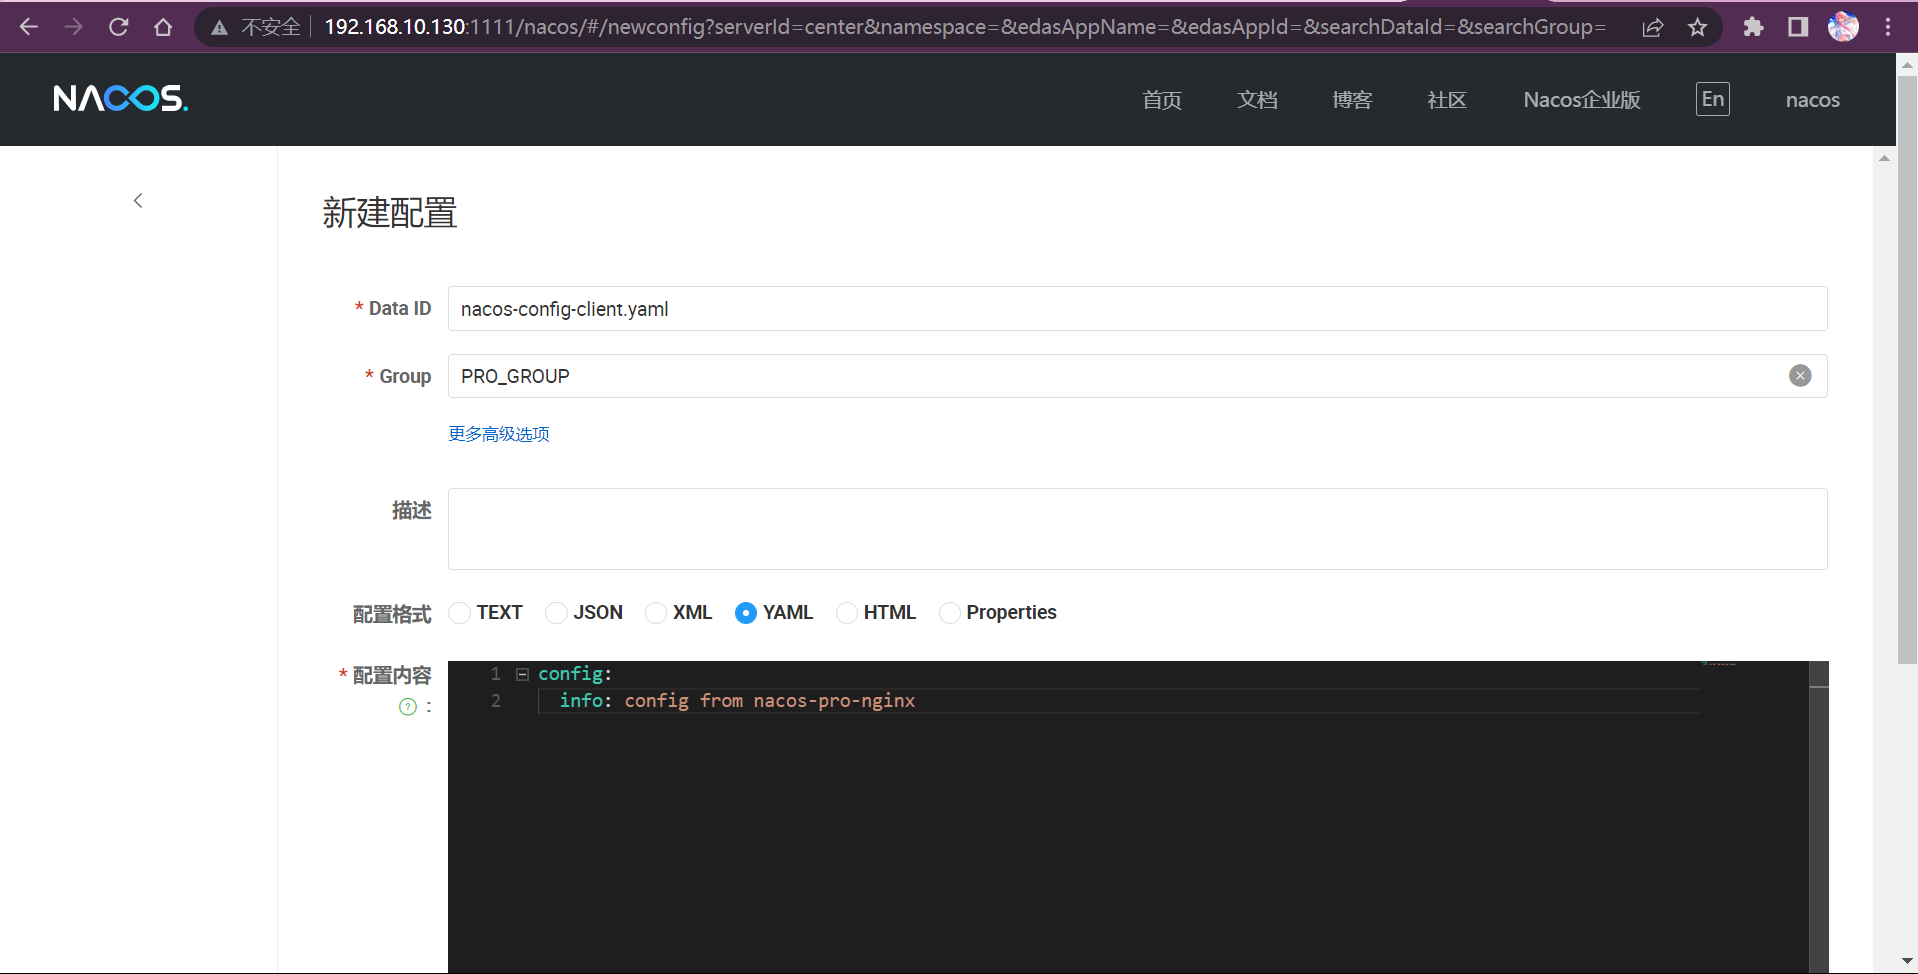 不安全 192.168.10.130:1111/nacos/#/newconfig?serverId=center&namespace=&edasAppName=&edasAppId=&searchDataId=&searchGroup=
NACOS. 首页 文档 博客 社区 Nacos企业版 En nacos
新建配置
* Data ID nacos-config-client.yaml
* Group PRO_GROUP
更多高级选项
描述
配置格式 TEXT JSON XML YAML HTML Properties
* 配置内容 ? :
1 config:
2 info: config from nacos-pro-nginx